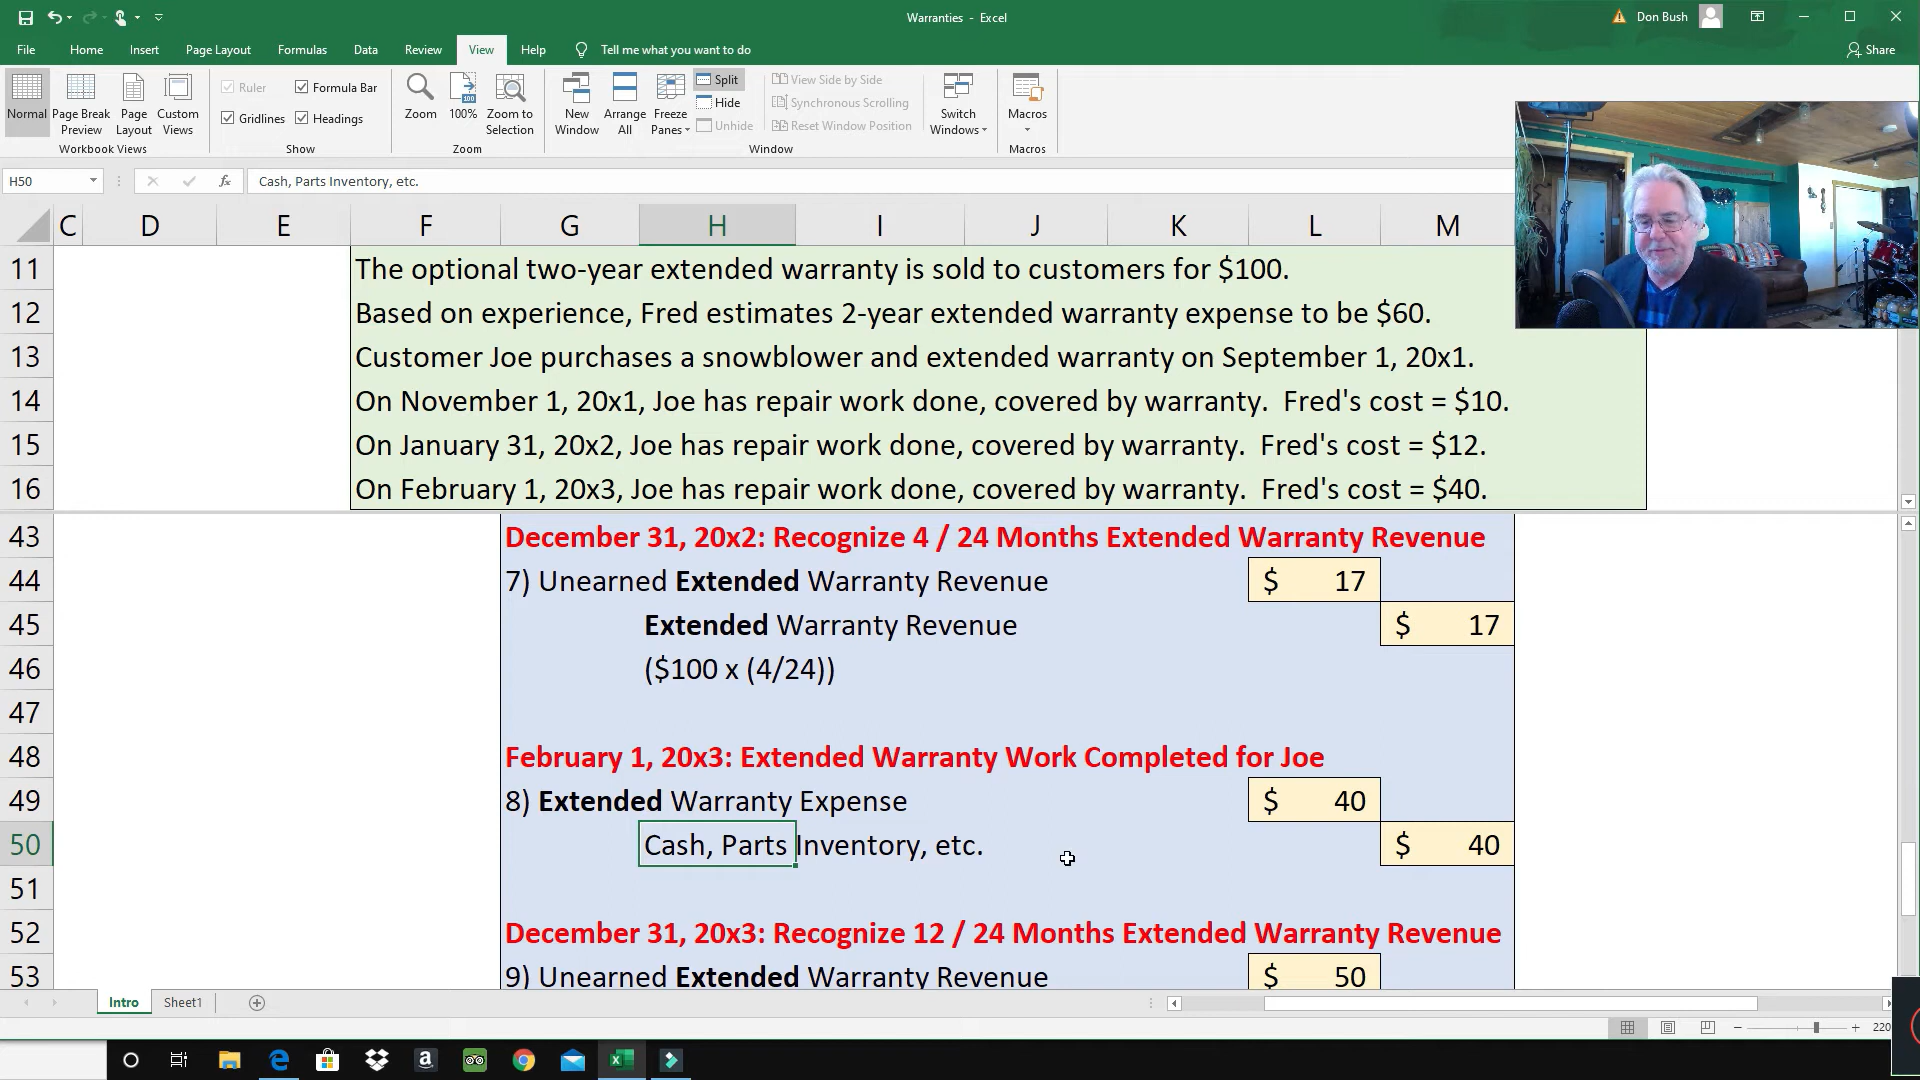 Warranties - Excel
Don Bush
File Home Insert Page Layout Formulas Data Review View Help Tell me what you want to do
Share
Normal
Page Break Preview
Page Layout
Custom Views
Workbook Views
Ruler
Formula Bar
Gridlines
Headings
Show
Zoom
100%
Zoom to Selection
Zoom
New Window
Arrange All
Freeze Panes
Split
Hide
Unhide
View Side by Side
Synchronous Scrolling
Reset Window Position
Window
Switch Windows
Macros
Macros
H50 fx Cash, Parts Inventory, etc.
C D E F G H I J K L M
11 The optional two-year extended warranty is sold to customers for $100.
12 Based on experience, Fred estimates 2-year extended warranty expense to be $60.
13 Customer Joe purchases a snowblower and extended warranty on September 1, 20x1.
14 On November 1, 20x1, Joe has repair work done, covered by warranty. Fred's cost = $10.
15 On January 31, 20x2, Joe has repair work done, covered by warranty. Fred's cost = $12.
16 On February 1, 20x3, Joe has repair work done, covered by warranty. Fred's cost = $40.
43 December 31, 20x2: Recognize 4 / 24 Months Extended Warranty Revenue
44 7) Unearned Extended Warranty Revenue $ 17
45 Extended Warranty Revenue $ 17
46 ($100 x (4/24))
47
48 February 1, 20x3: Extended Warranty Work Completed for Joe
49 8) Extended Warranty Expense $ 40
50 Cash, Parts Inventory, etc. $ 40
51
52 December 31, 20x3: Recognize 12 / 24 Months Extended Warranty Revenue
53 9) Unearned Extended Warranty Revenue $ 50
Intro Sheet1
220